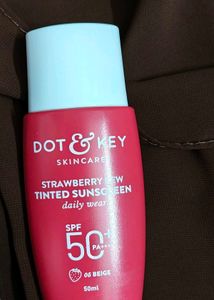 DOT & KEY
SKINCARE
STRAWBERRY DEW
TINTED SUNSCREEN
daily wear
SPF
50+
PA++++
06 BEIGE
50ml